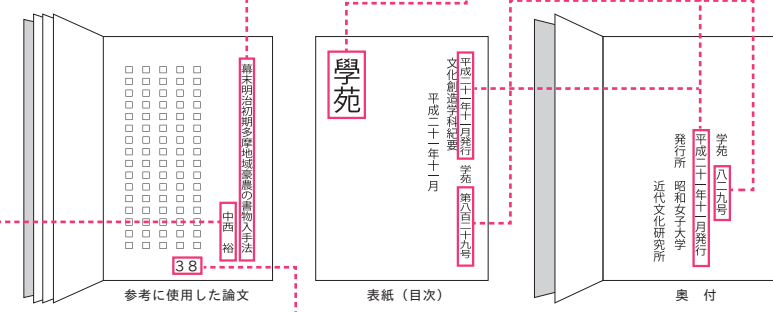 幕末明治初期多摩地域豪農の書物入手法
中西　裕
38
参考に使用した論文
學苑
平成二十一年十一月発行
文化創造学科紀要
平成二十一年十一月
学苑　第八百二十九号
表紙（目次）
学苑　八二九号
平成二十一年十一月発行
発行所　昭和女子大学
近代文化研究所
奥　付